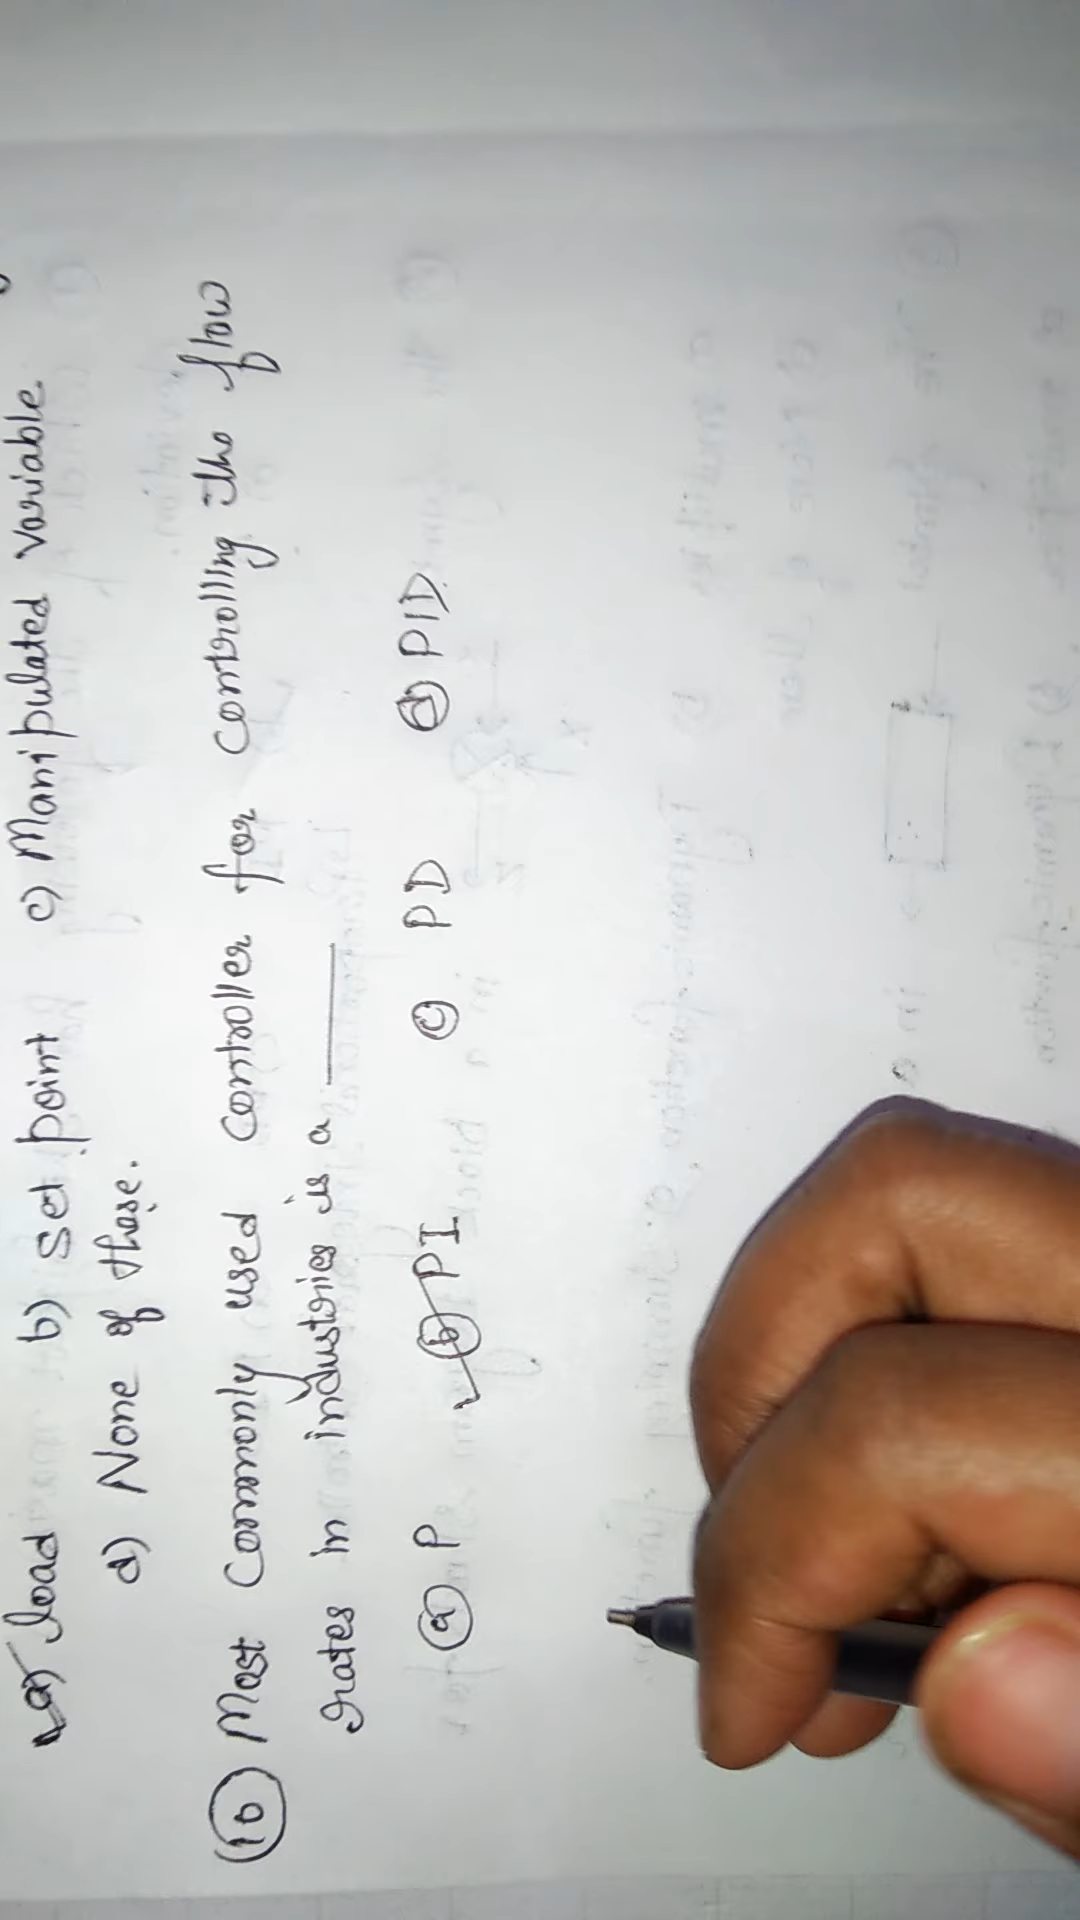 a) load b) set point c) Manipulated variable
d) None of these.
(10) Most commonly used controller for controlling the flow
rates in industries is a ______
(a) P (b) PI (c) PD (d) PID